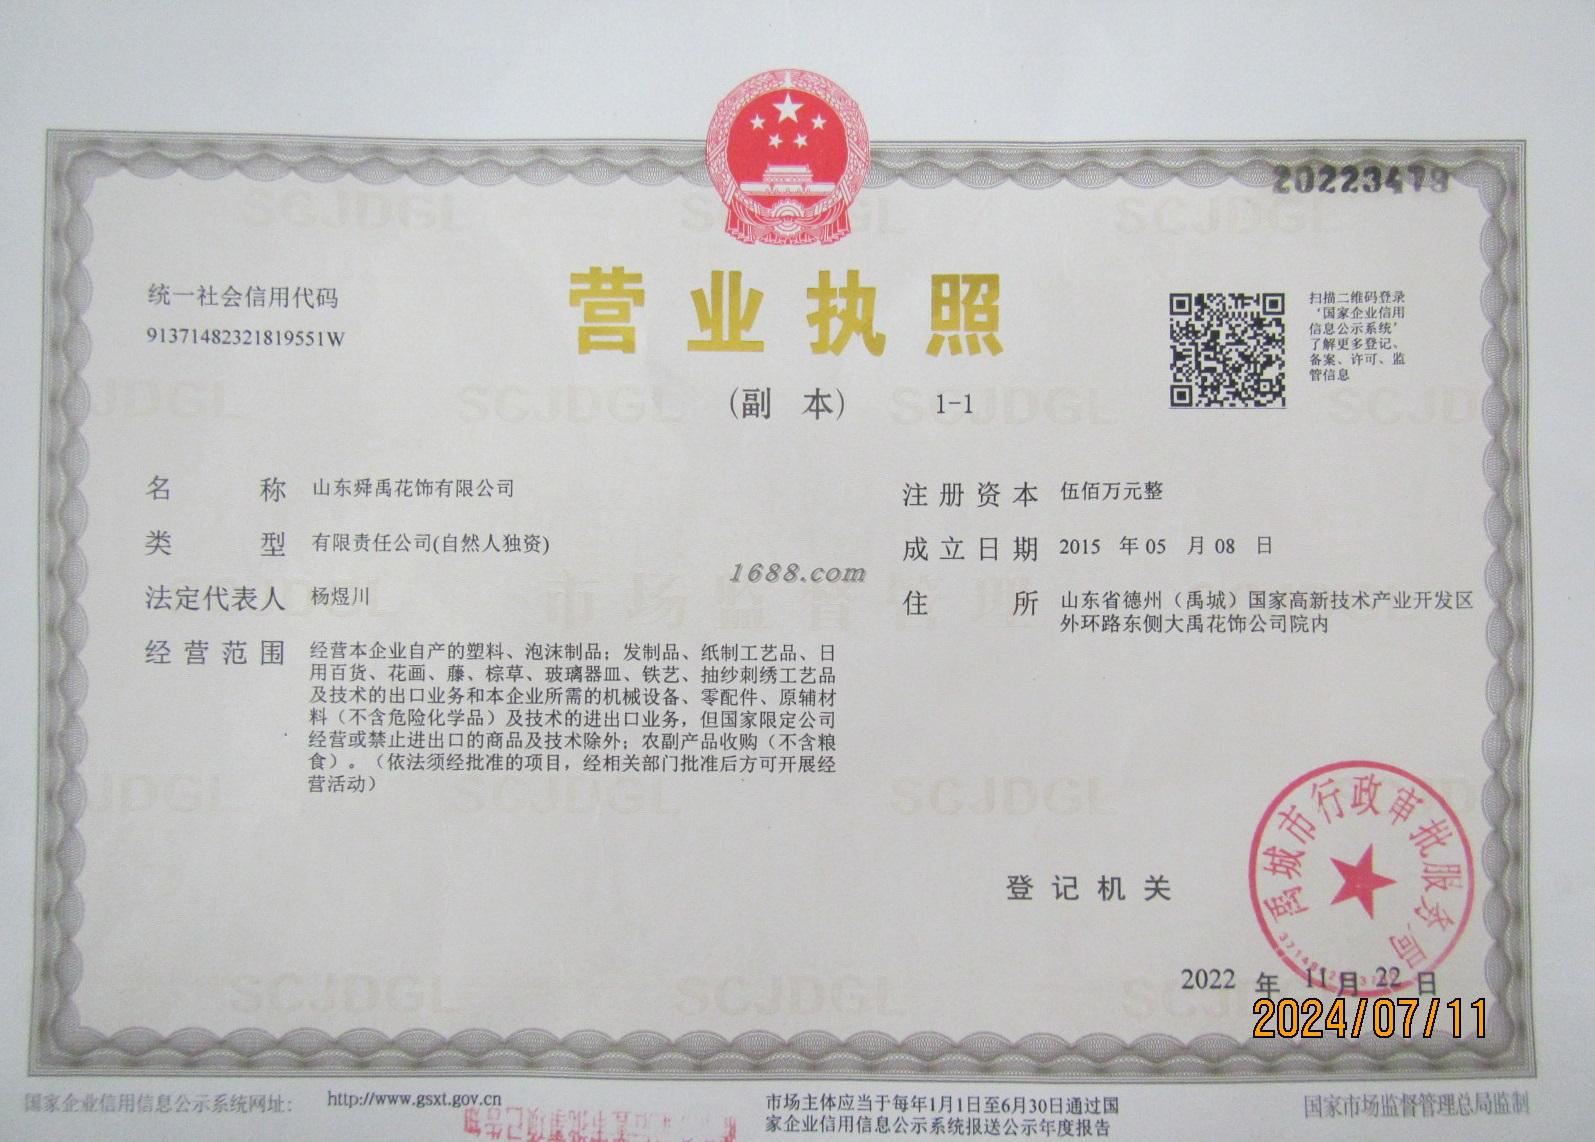 20223479
统一社会信用代码
91371482321819551W
营业执照
(副 本) 1-1
扫描二维码登录
‘国家企业信用
信息公示系统’
了解更多登记、
备案、许可、监
管信息
名 称 山东舜禹花饰有限公司
类 型 有限责任公司(自然人独资)
法定代表人 杨煜川
经营范围 经营本企业自产的塑料、泡沫制品；发制品、纸制工艺品、日
用百货、花画、藤、棕草、玻璃器皿、铁艺、抽纱刺绣工艺品
及技术的出口业务和本企业所需的机械设备、零配件、原辅材
料（不含危险化学品）及技术的进出口业务，但国家限定公司
经营或禁止进出口的商品及技术除外；农副产品收购（不含粮
食）。（依法须经批准的项目，经相关部门批准后方可开展经
营活动）
注册资本 伍佰万元整
成立日期 2015 年 05 月 08 日
住 所 山东省德州（禹城）国家高新技术产业开发区
外环路东侧大禹花饰公司院内
1688.com
市场监督管理
SCJDGL
登记机关
禹城市行政审批服务局
2022 年 11 月 22 日
2024/07/11
国家企业信用信息公示系统网址： http://www.gsxt.gov.cn
市场主体应当于每年1月1日至6月30日通过国
家企业信用信息公示系统报送公示年度报告
国家市场监督管理总局监制